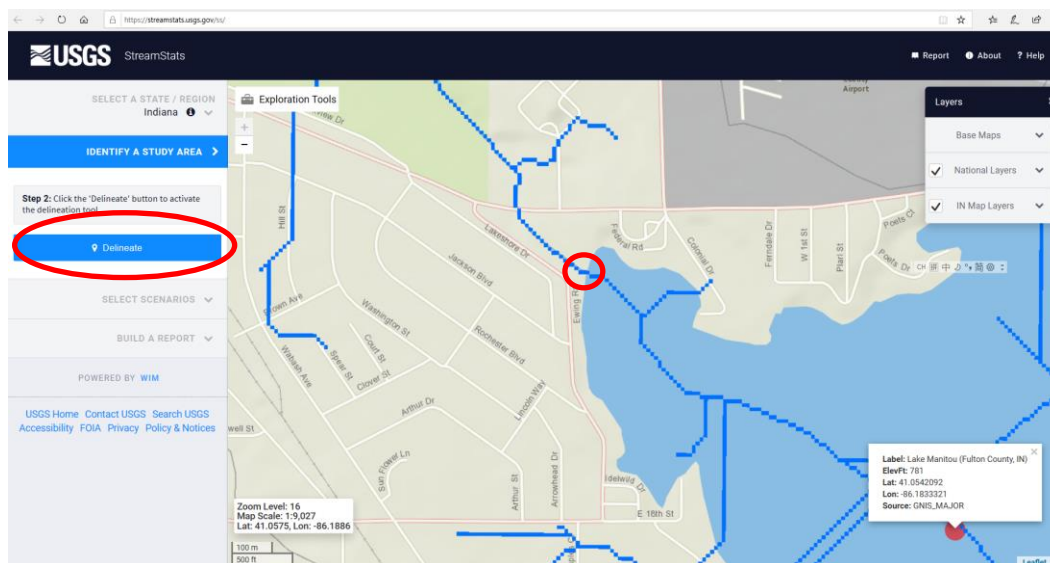 https://streamstats.usgs.gov/ss/
USGS StreamStats
Report About ? Help
SELECT A STATE / REGION
Indiana
IDENTIFY A STUDY AREA
Step 2: Click the 'Delineate' button to activate
the delineation tool
Delineate
SELECT SCENARIOS
BUILD A REPORT
POWERED BY WIM
USGS Home Contact USGS Search USGS
Accessibility FOIA Privacy Policy & Notices
Exploration Tools
+
−
Airport
Layers
Base Maps
National Layers
IN Map Layers
Hill St
Lakeshore Dr
Federal Rd
Colonial Dr
Ferndale Dr
W 1st St
Plari St
Poets Ct
Poets Dr
CH 拼 中 简
Jackson Blvd
Ewing Rd
Brown Ave
Washington St
Rochester Blvd
Wabash Ave
Spear St
Court St
Clover St
Lincoln Way
Arthur Dr
well St
Sun Flower Ln
Arthur St
Arrowhead Dr
Idelwild Dr
E 16th St
Label: Lake Manitou (Fulton County, IN)
ElevFt: 781
Lat: 41.0542092
Lon: -86.1833321
Source: GNIS_MAJOR
Zoom Level: 16
Map Scale: 1:9,027
Lat: 41.0575, Lon: -86.1886
100 m
500 ft
Leaflet